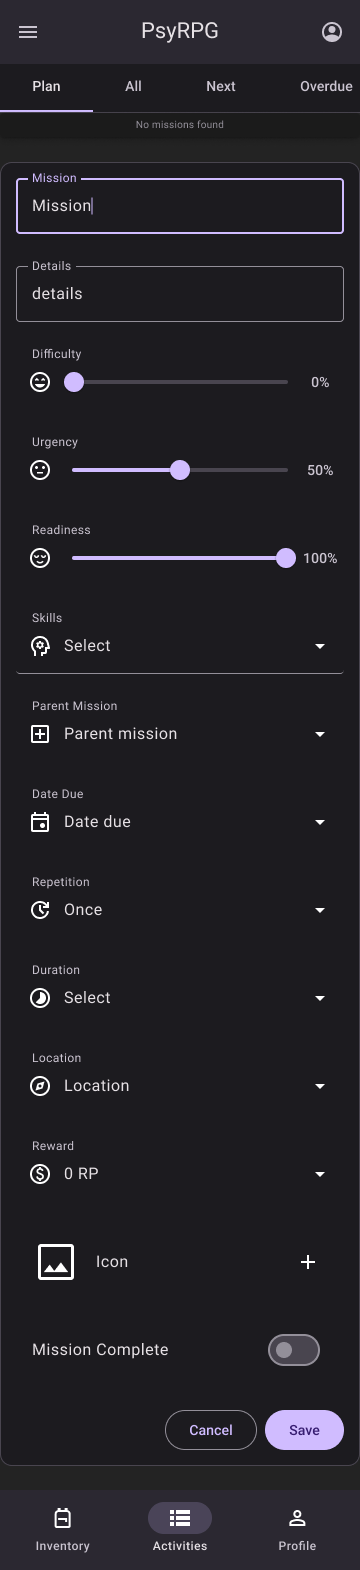 PsyRPG
Plan All Next Overdue
No missions found
Mission
Mission
Details
details
Difficulty
0%
Urgency
50%
Readiness
100%
Skills
Select
Parent Mission
Parent mission
Date Due
Date due
Repetition
Once
Duration
Select
Location
Location
Reward
0 RP
Icon
Mission Complete
Cancel Save
Inventory Activities Profile